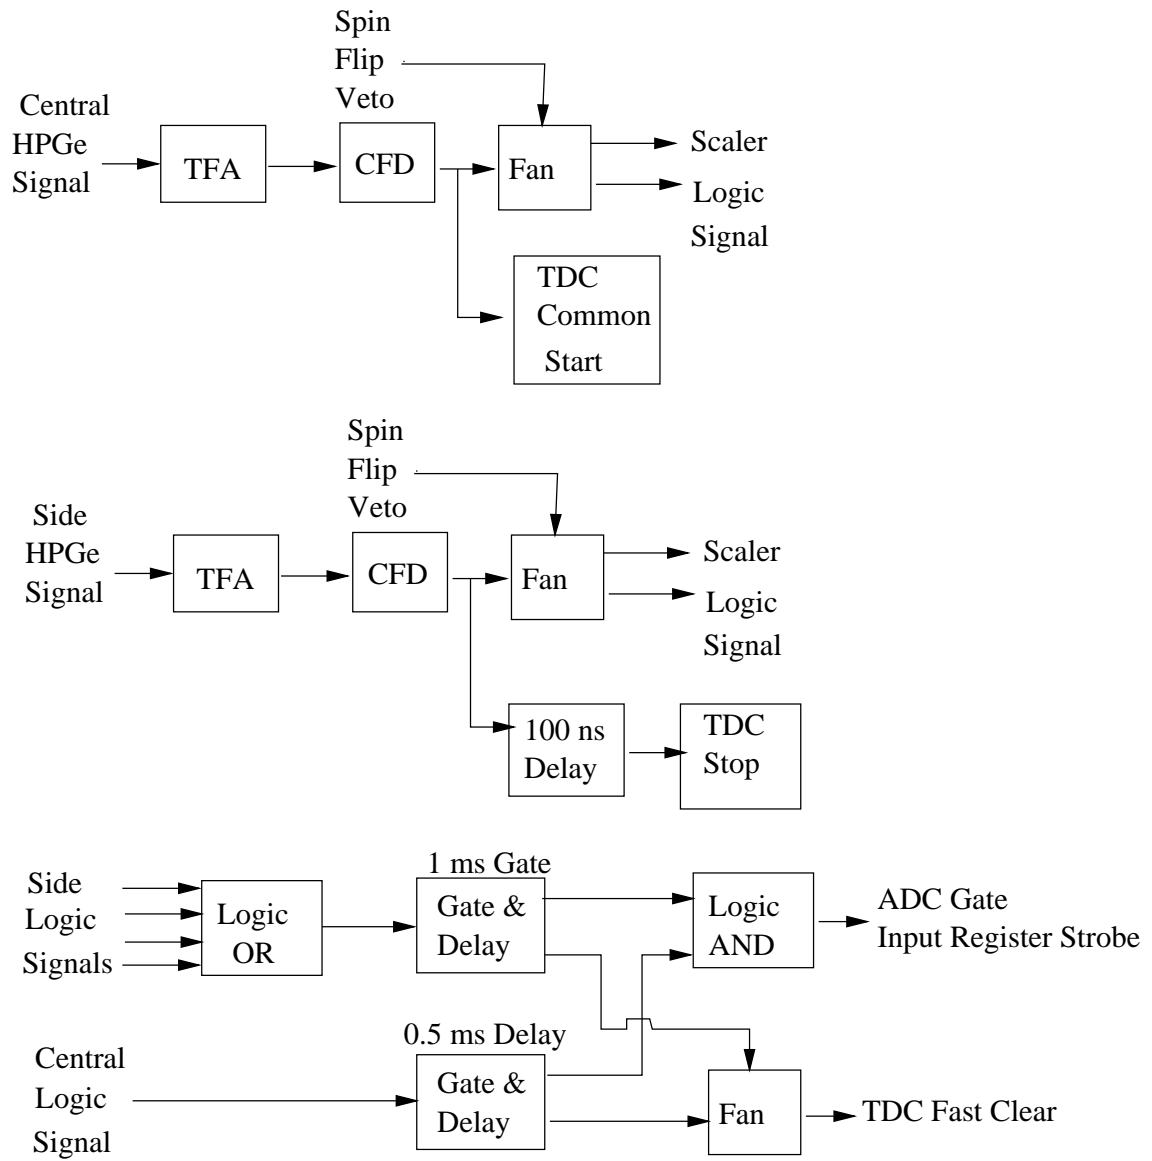 Spin
Flip
Veto
Central
HPGe
Signal
TFA
CFD
Fan
Scaler
Logic
Signal
TDC
Common
Start
Spin
Flip
Veto
Side
HPGe
Signal
TFA
CFD
Fan
Scaler
Logic
Signal
100 ns
Delay
TDC
Stop
Side
Logic
Signals
Logic
OR
1 ms Gate
Gate &
Delay
Logic
AND
ADC Gate
Input Register Strobe
Central
Logic
Signal
0.5 ms Delay
Gate &
Delay
Fan
TDC Fast Clear